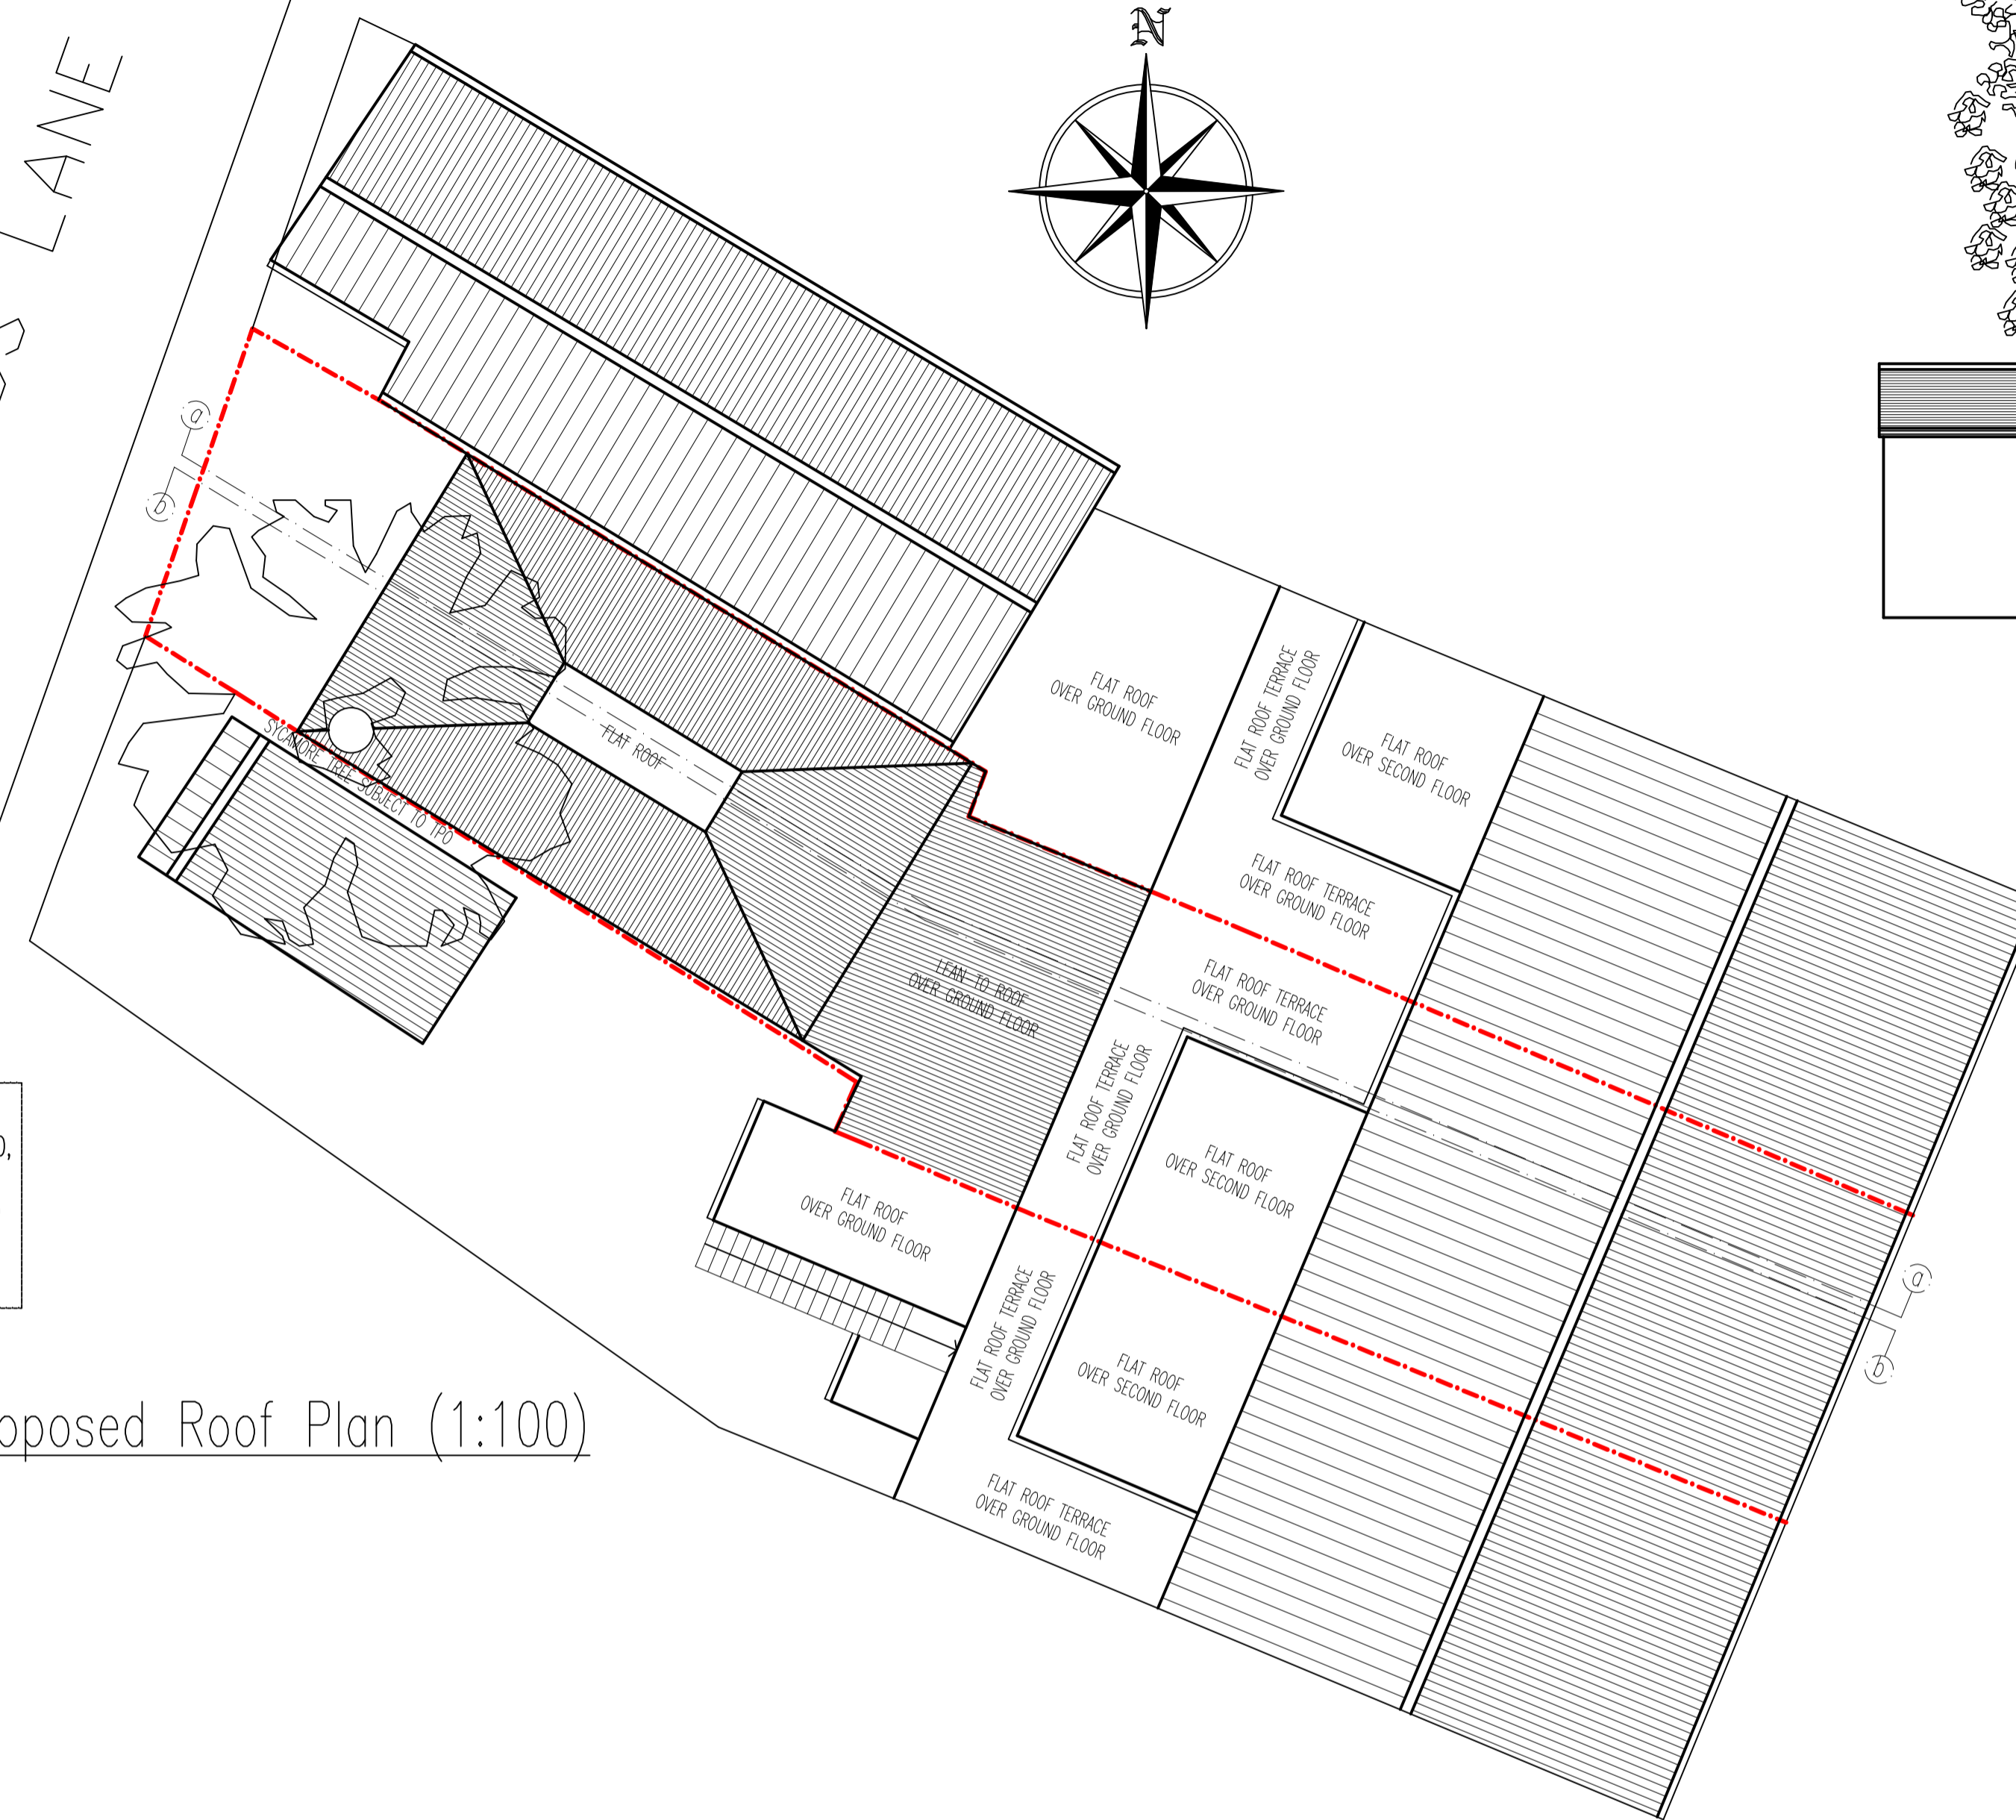 N
LANE
a
b
FLAT ROOF
OVER GROUND FLOOR
FLAT ROOF TERRACE
OVER GROUND FLOOR
FLAT ROOF
OVER SECOND FLOOR
FLAT ROOF
SYCAMORE TREE SUBJECT TO TPO
FLAT ROOF TERRACE
OVER GROUND FLOOR
LEAN TO ROOF
OVER GROUND FLOOR
FLAT ROOF TERRACE
OVER GROUND FLOOR
FLAT ROOF TERRACE
OVER GROUND FLOOR
FLAT ROOF
OVER SECOND FLOOR
FLAT ROOF
OVER GROUND FLOOR
a
b
FLAT ROOF TERRACE
OVER GROUND FLOOR
FLAT ROOF
OVER SECOND FLOOR
oposed Roof Plan (1:100)
FLAT ROOF TERRACE
OVER GROUND FLOOR